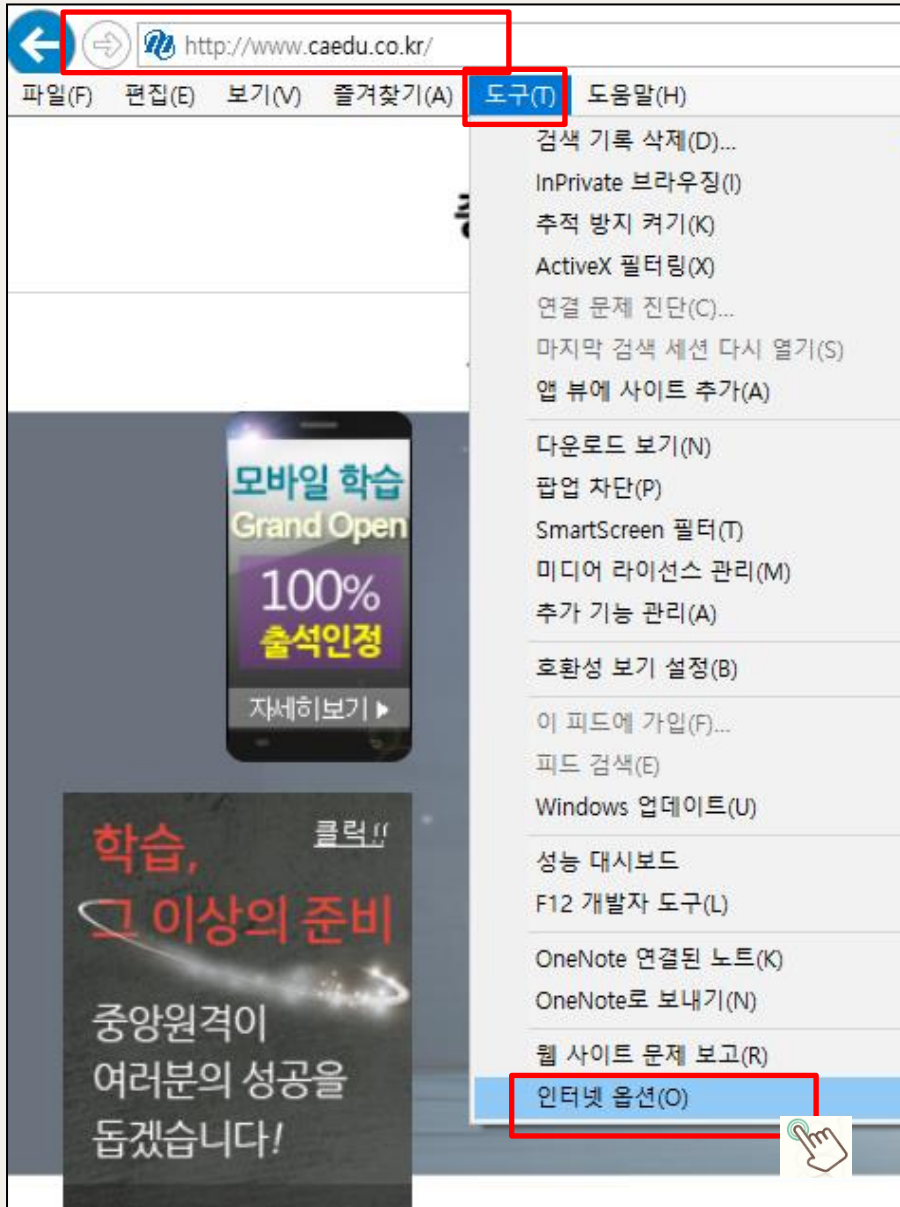 http://www.caedu.co.kr/
파일(F) 편집(E) 보기(V) 즐겨찾기(A) 도구(T) 도움말(H)
검색 기록 삭제(D)...
InPrivate 브라우징(I)
추적 방지 켜기(K)
ActiveX 필터링(X)
연결 문제 진단(C)...
마지막 검색 세션 다시 열기(S)
앱 뷰에 사이트 추가(A)
다운로드 보기(N)
팝업 차단(P)
SmartScreen 필터(T)
미디어 라이선스 관리(M)
추가 기능 관리(A)
호환성 보기 설정(B)
이 피드에 가입(F)...
피드 검색(E)
Windows 업데이트(U)
성능 대시보드
F12 개발자 도구(L)
OneNote 연결된 노트(K)
OneNote로 보내기(N)
웹 사이트 문제 보고(R)
인터넷 옵션(O)
모바일 학습
Grand Open
100%
출석인정
자세히보기 ▶
클릭!!
학습,
그 이상의 준비
중앙원격이
여러분의 성공을
돕겠습니다!